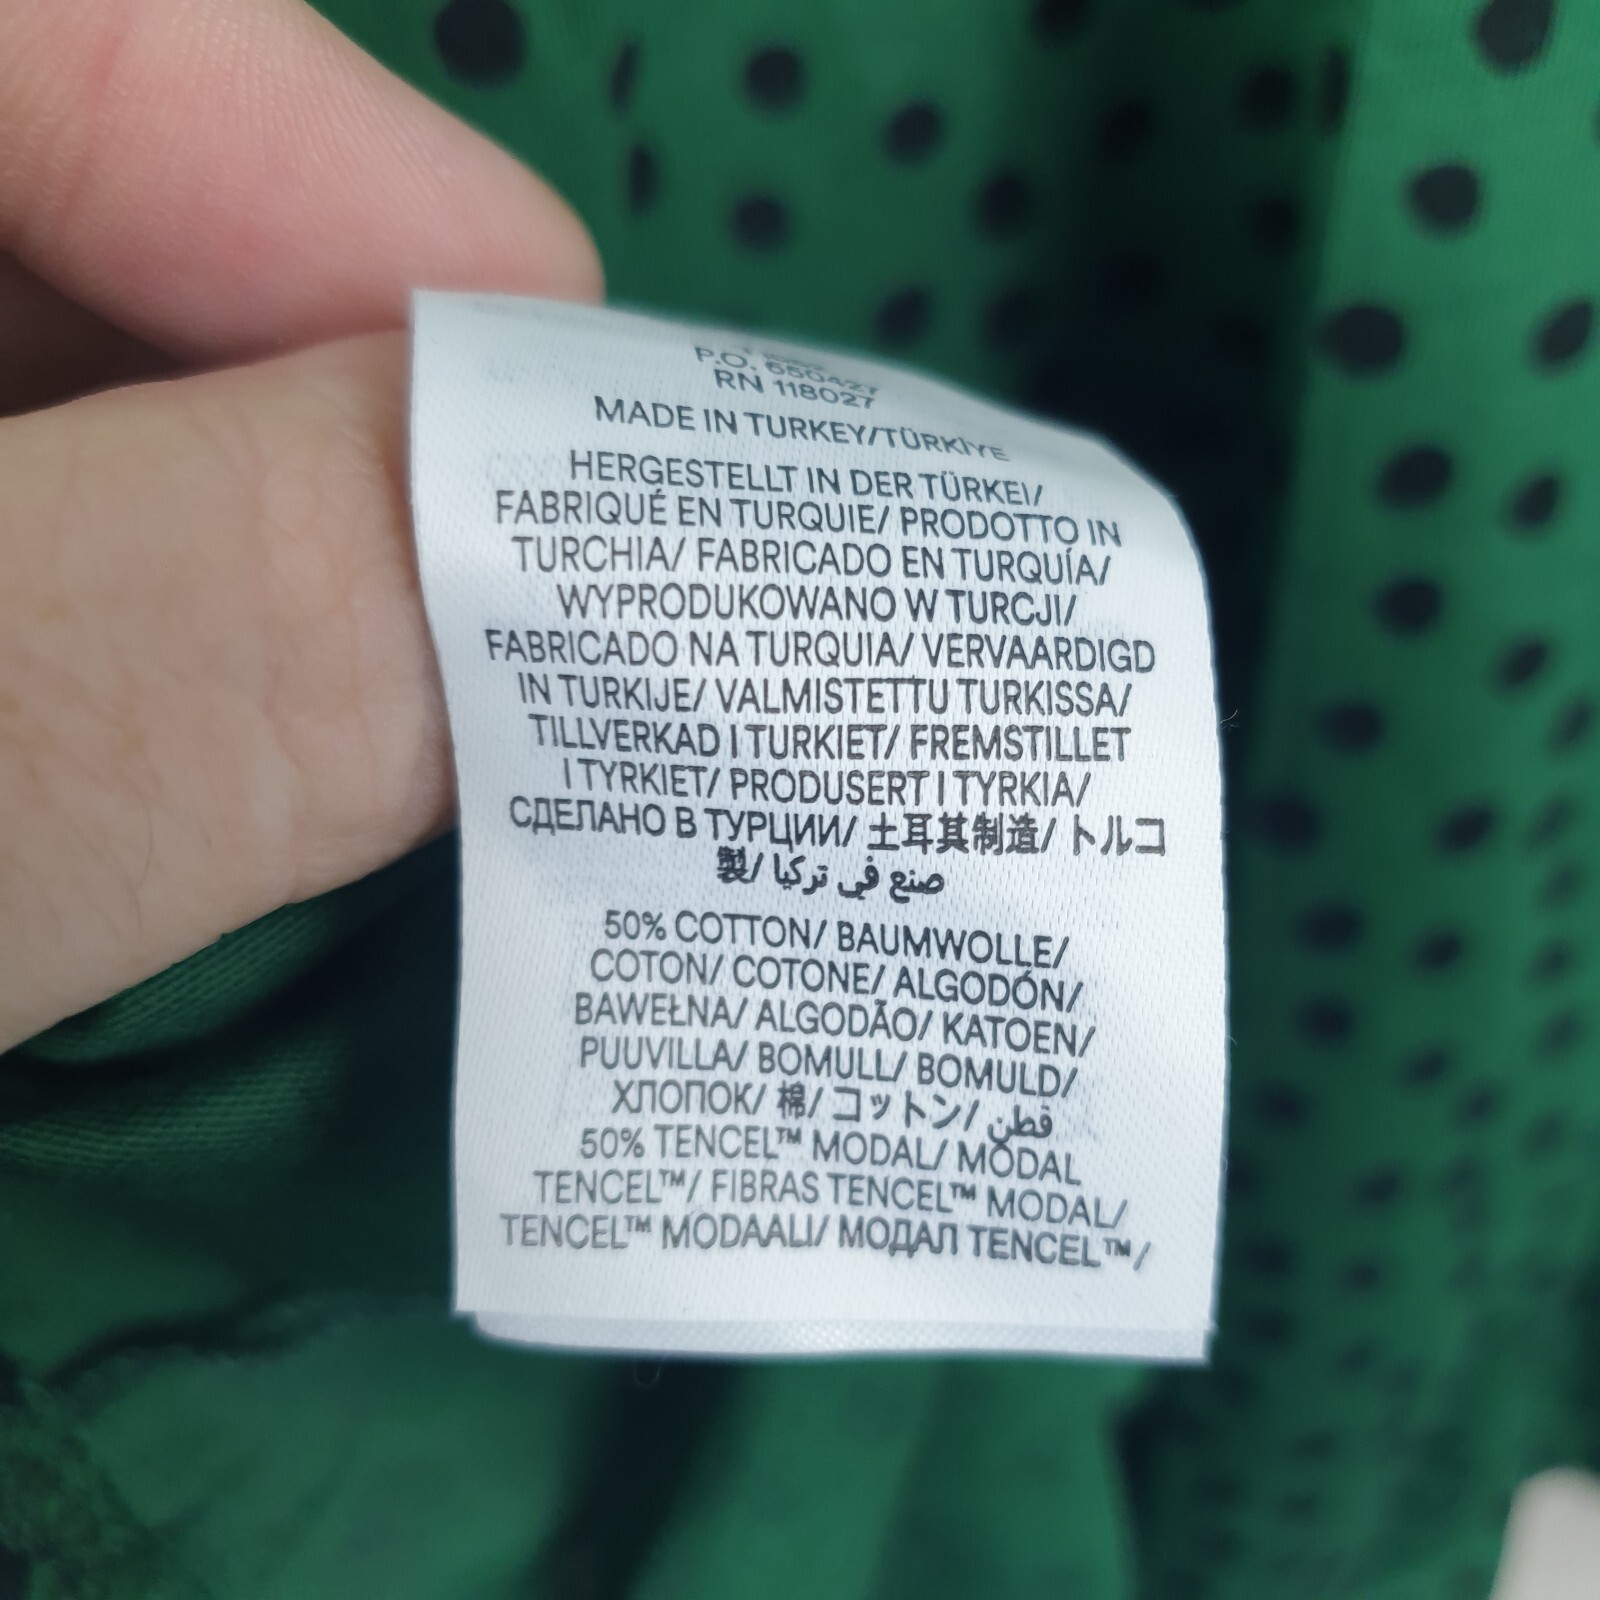 P.O. 550427
RN 118027
MADE IN TURKEY/TÜRKİYE
HERGESTELLT IN DER TÜRKEI/
FABRIQUÉ EN TURQUIE/ PRODOTTO IN
TURCHIA/ FABRICADO EN TURQUÍA/
WYPRODUKOWANO W TURCJI/
FABRICADO NA TURQUIA/ VERVAARDIGD
IN TURKIJE/ VALMISTETTU TURKISSA/
TILLVERKAD I TURKIET/ FREMSTILLET
I TYRKIET/ PRODUSERT I TYRKIA/
СДЕЛАНО В ТУРЦИИ/ 土耳其制造/ トルコ
製/ صنع في تركيا
50% COTTON/ BAUMWOLLE/
COTON/ COTONE/ ALGODÓN/
BAWEŁNA/ ALGODÃO/ KATOEN/
PUUVILLA/ BOMULL/ BOMULD/
ХЛОПОК/ 棉/ コットン/ قطن
50% TENCEL™ MODAL/ MODAL
TENCEL™/ FIBRAS TENCEL™ MODAL/
TENCEL™ MODAALI/ МОДАЛ TENCEL™/